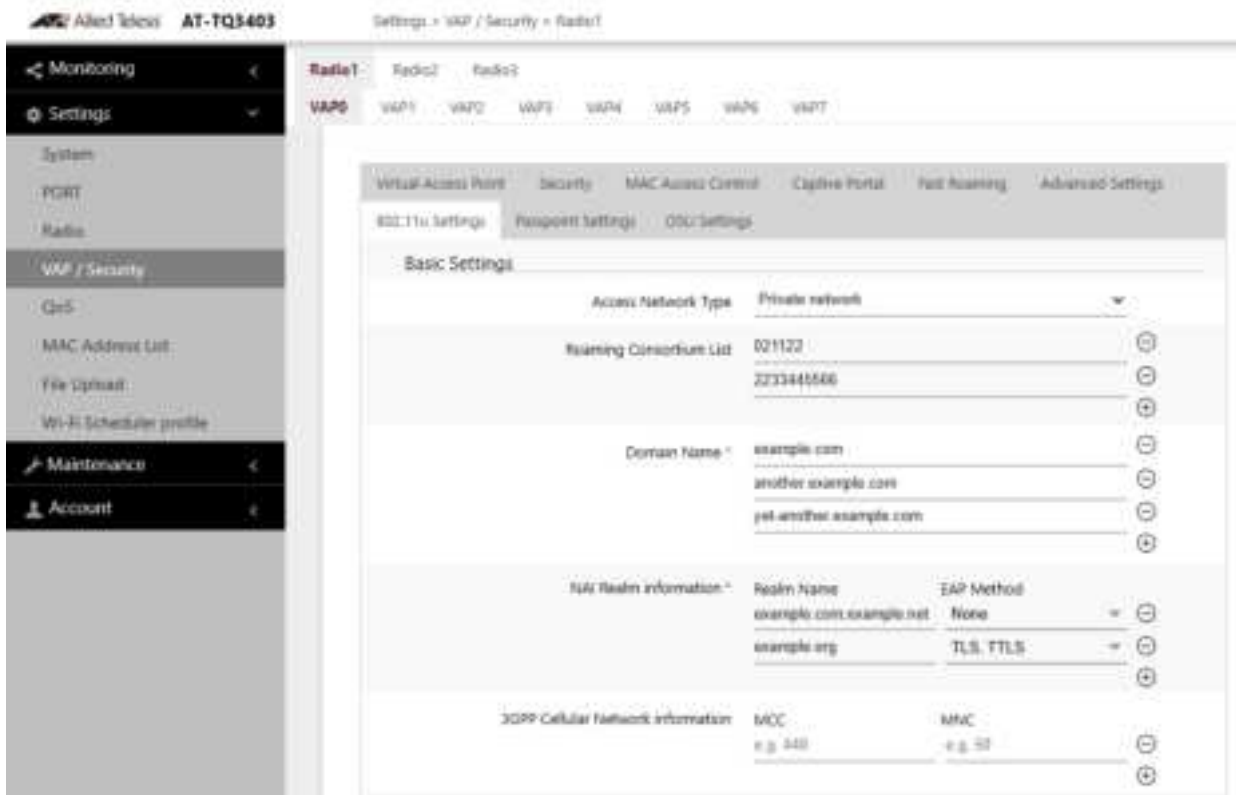 Allied Telesis AT-TQ3403
Settings > VAP / Security > Radio1
Monitoring
Settings
System
PORT
Radio
VAP / Security
QoS
MAC Address List
File Upload
Wi-Fi Scheduler profile
Maintenance
Account
Radio1 Radio2 Radio3
VAP0 VAP1 VAP2 VAP3 VAP4 VAP5 VAP6 VAP7
Virtual Access Point Security MAC Access Control Captive Portal Fast Roaming Advanced Settings
802.11u Settings Passpoint Settings OSU Settings
Basic Settings
Access Network Type Private network
Roaming Consortium List 021122
2233445566
Domain Name * example.com
another.example.com
yet-another.example.com
NAI Realm information * Realm Name EAP Method
example.com,example.net None
example.org TLS, TTLS
3GPP Cellular Network information MCC MNC
e.g. 440 e.g. 50